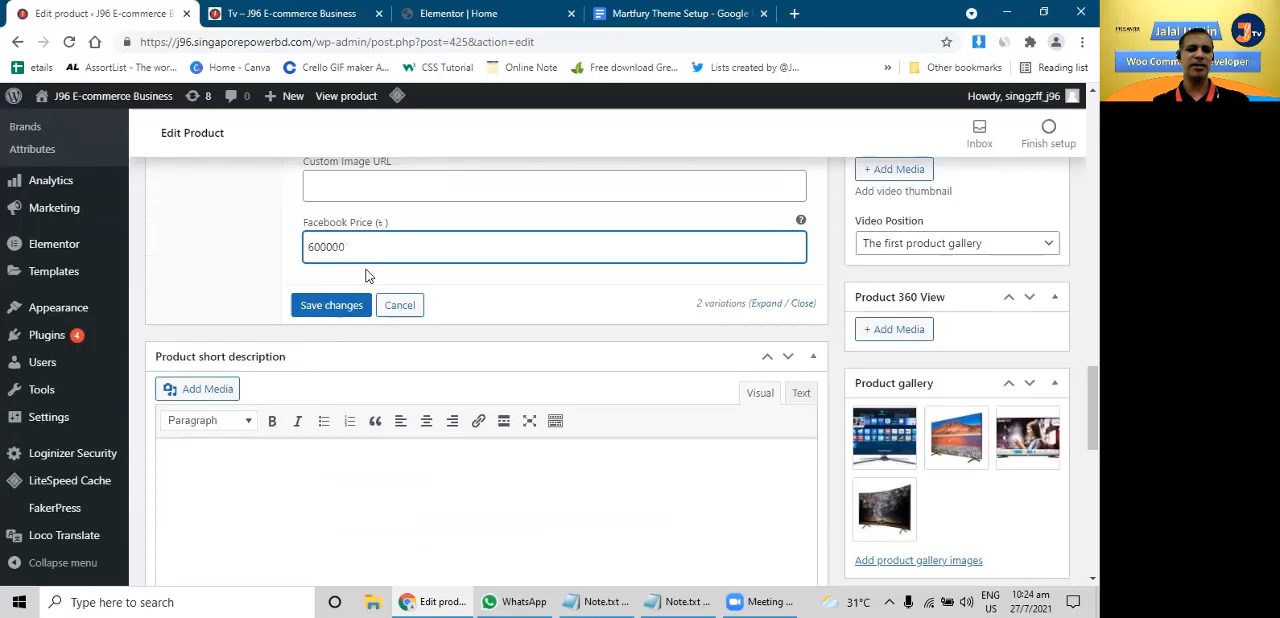 Edit product ‹ J96 E-commerce B
Tv – J96 E-commerce Business
Elementor | Home
Martfury Theme Setup - Google
https://j96.singaporepowerbd.com/wp-admin/post.php?post=425&action=edit
etails
AssortList - The wor...
Home - Canva
Crello GIF maker A...
CSS Tutorial
Online Note
Free download Gre...
Lists created by @J...
»
Other bookmarks
Reading list
J96 E-commerce Business
8
0
New
View product
Howdy, singgzff_j96
FREELANCER
Jalal Uddin
TV
Woo Commerce Developer
Brands
Attributes
Analytics
Marketing
Elementor
Templates
Appearance
Plugins 4
Users
Tools
Settings
Loginizer Security
LiteSpeed Cache
FakerPress
Loco Translate
Collapse menu
Edit Product
Inbox
Finish setup
Custom Image URL
Facebook Price (৳ )
600000
Save changes
Cancel
2 variations (Expand / Close)
Product short description
Add Media
Visual
Text
Paragraph
+ Add Media
Add video thumbnail
Video Position
The first product gallery
Product 360 View
+ Add Media
Product gallery
Add product gallery images
Type here to search
Edit prod...
WhatsApp
Note.txt ...
Note.txt ...
Meeting ...
31°C
ENG
US
10:24 am
27/7/2021